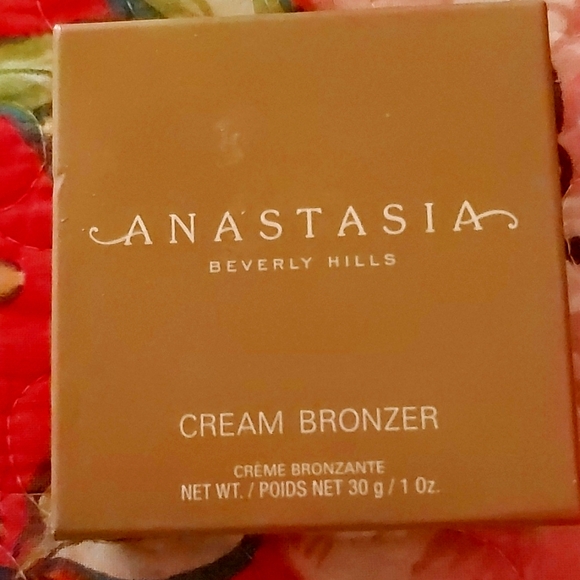 ANASTASIA
BEVERLY HILLS
CREAM BRONZER
CRÈME BRONZANTE
NET WT. / POIDS NET 30 g / 1 Oz.